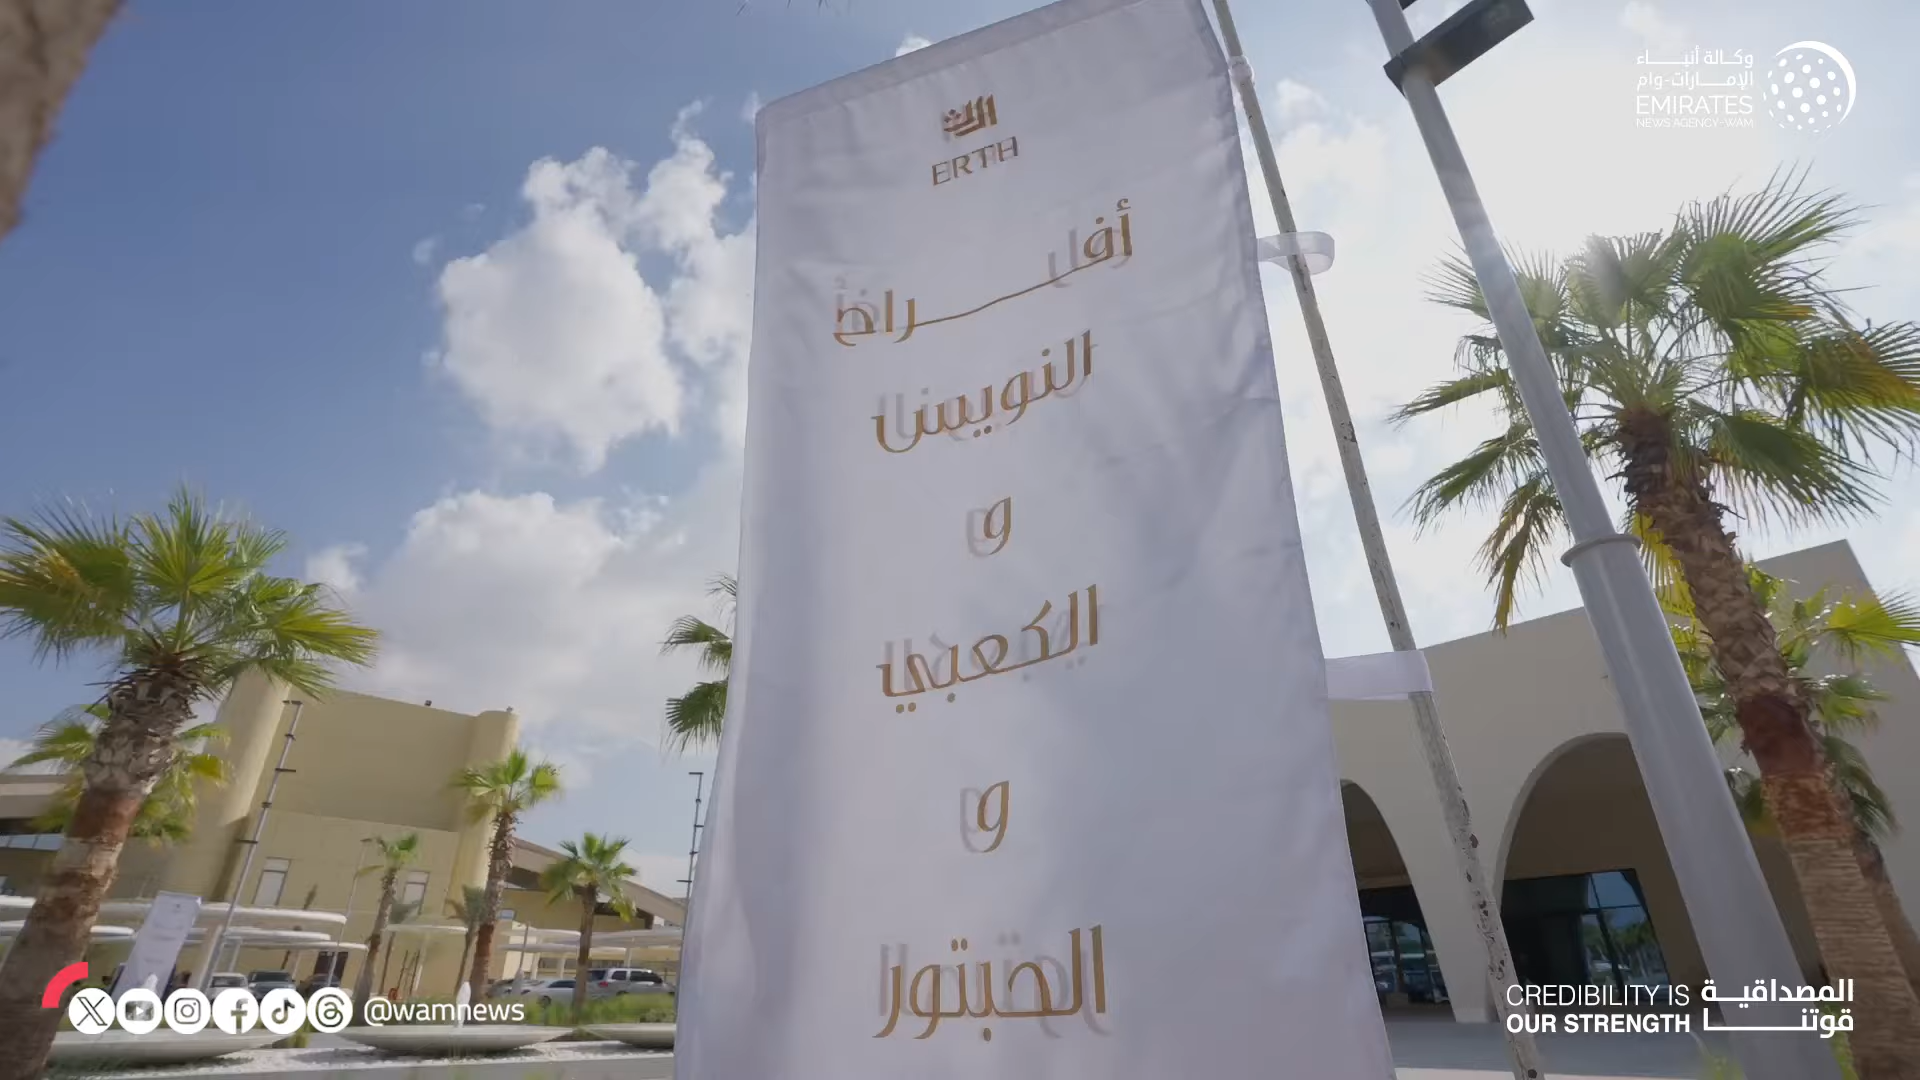 وكالة أنباء
الإمارات-وام
EMIRATES
NEWS AGENCY-WAM
ERTH
أفراح
النويس
و
الكعبي
و
الحبتور
@wamnews
CREDIBILITY IS
OUR STRENGTH
المصداقية
قوتنا